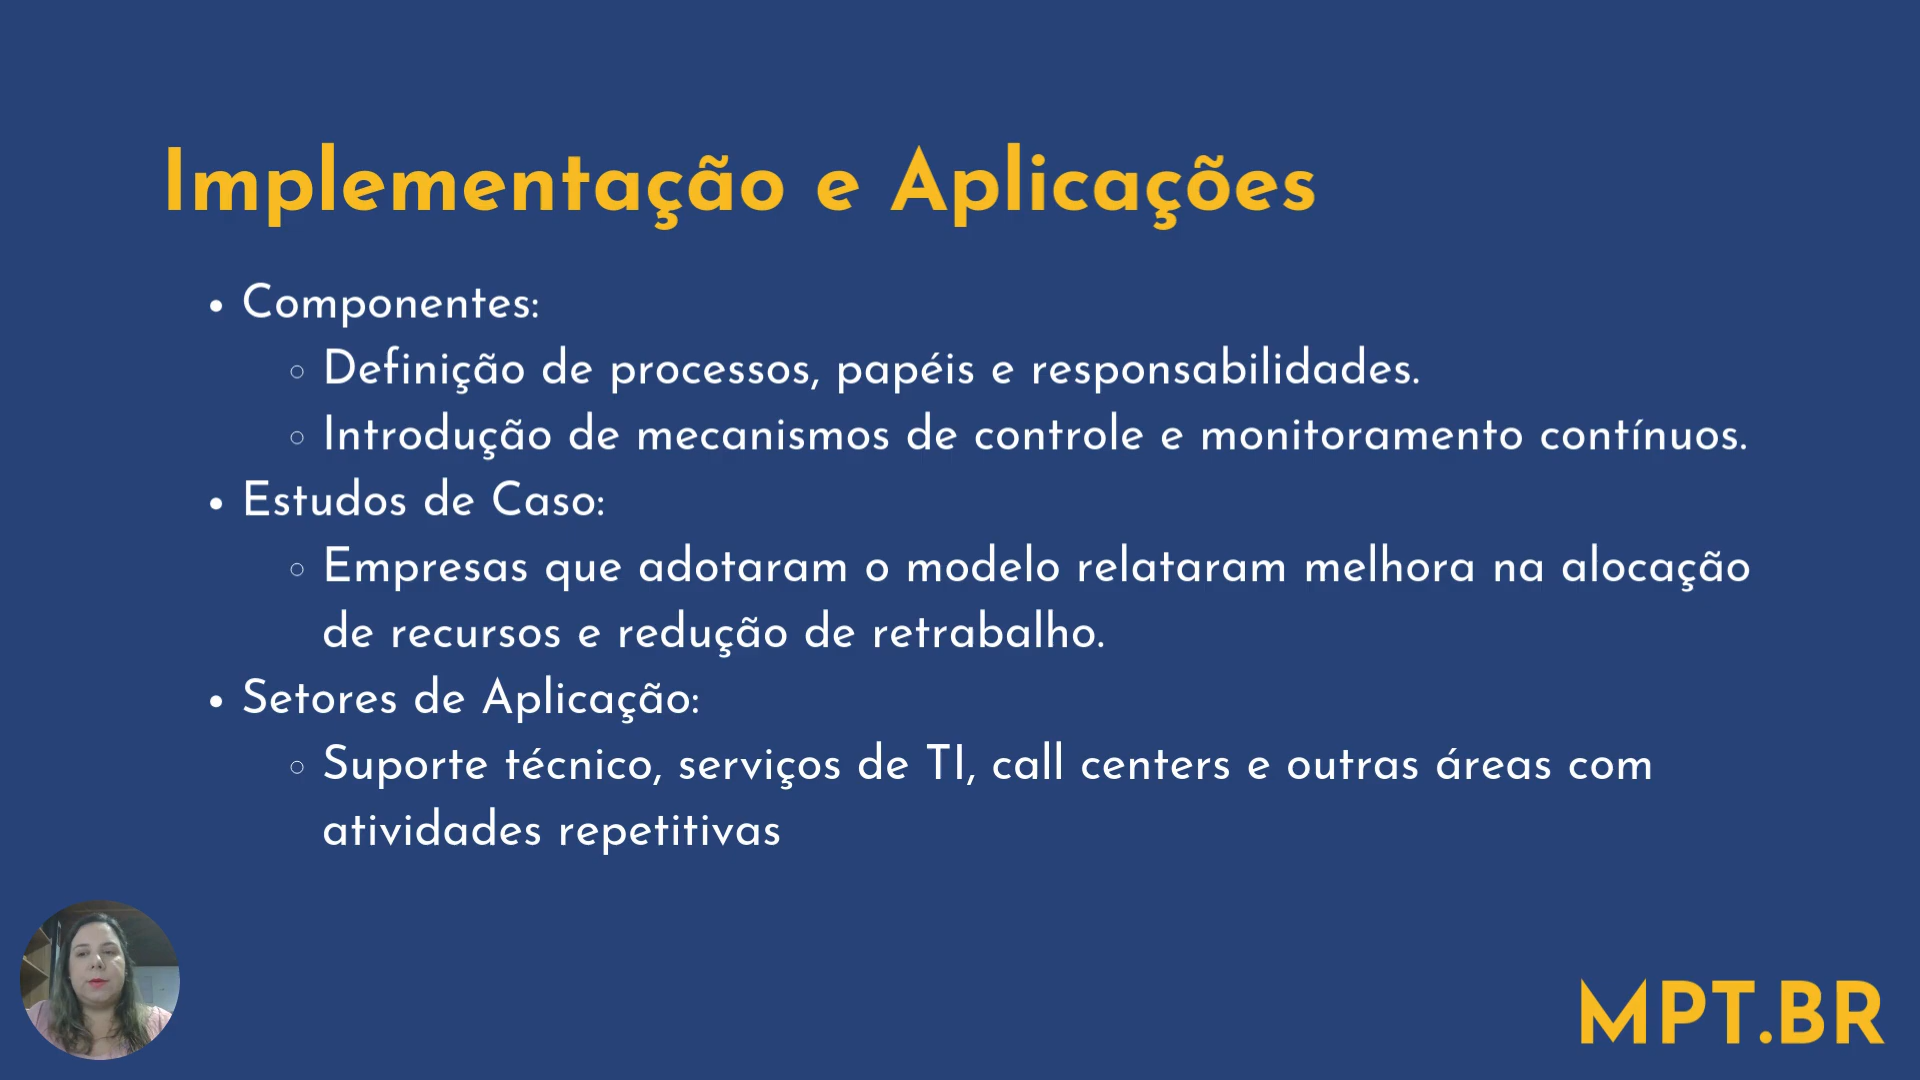 Implementação e Aplicações
• Componentes:
◦ Definição de processos, papéis e responsabilidades.
◦ Introdução de mecanismos de controle e monitoramento contínuos.
• Estudos de Caso:
◦ Empresas que adotaram o modelo relataram melhora na alocação
de recursos e redução de retrabalho.
• Setores de Aplicação:
◦ Suporte técnico, serviços de TI, call centers e outras áreas com
atividades repetitivas
MPT.BR